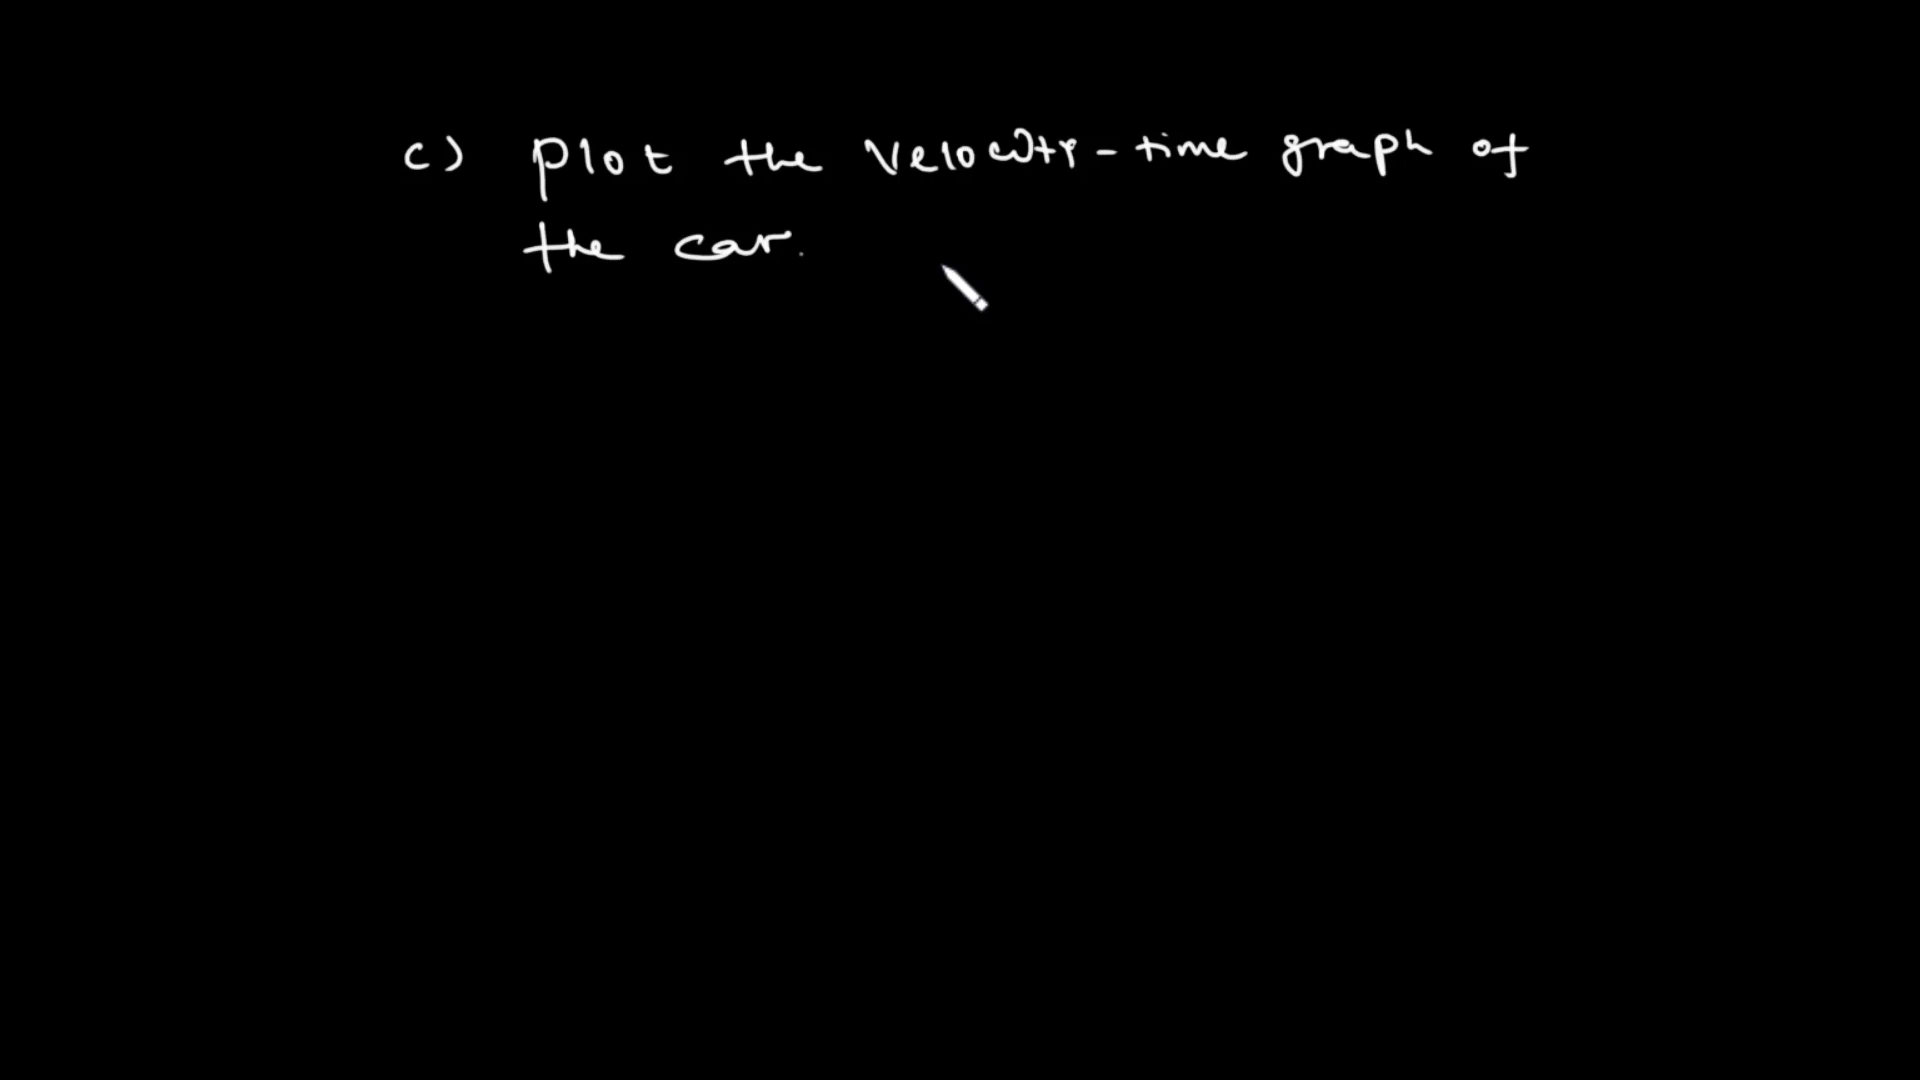 c) plot the velocity-time graph of
the car.